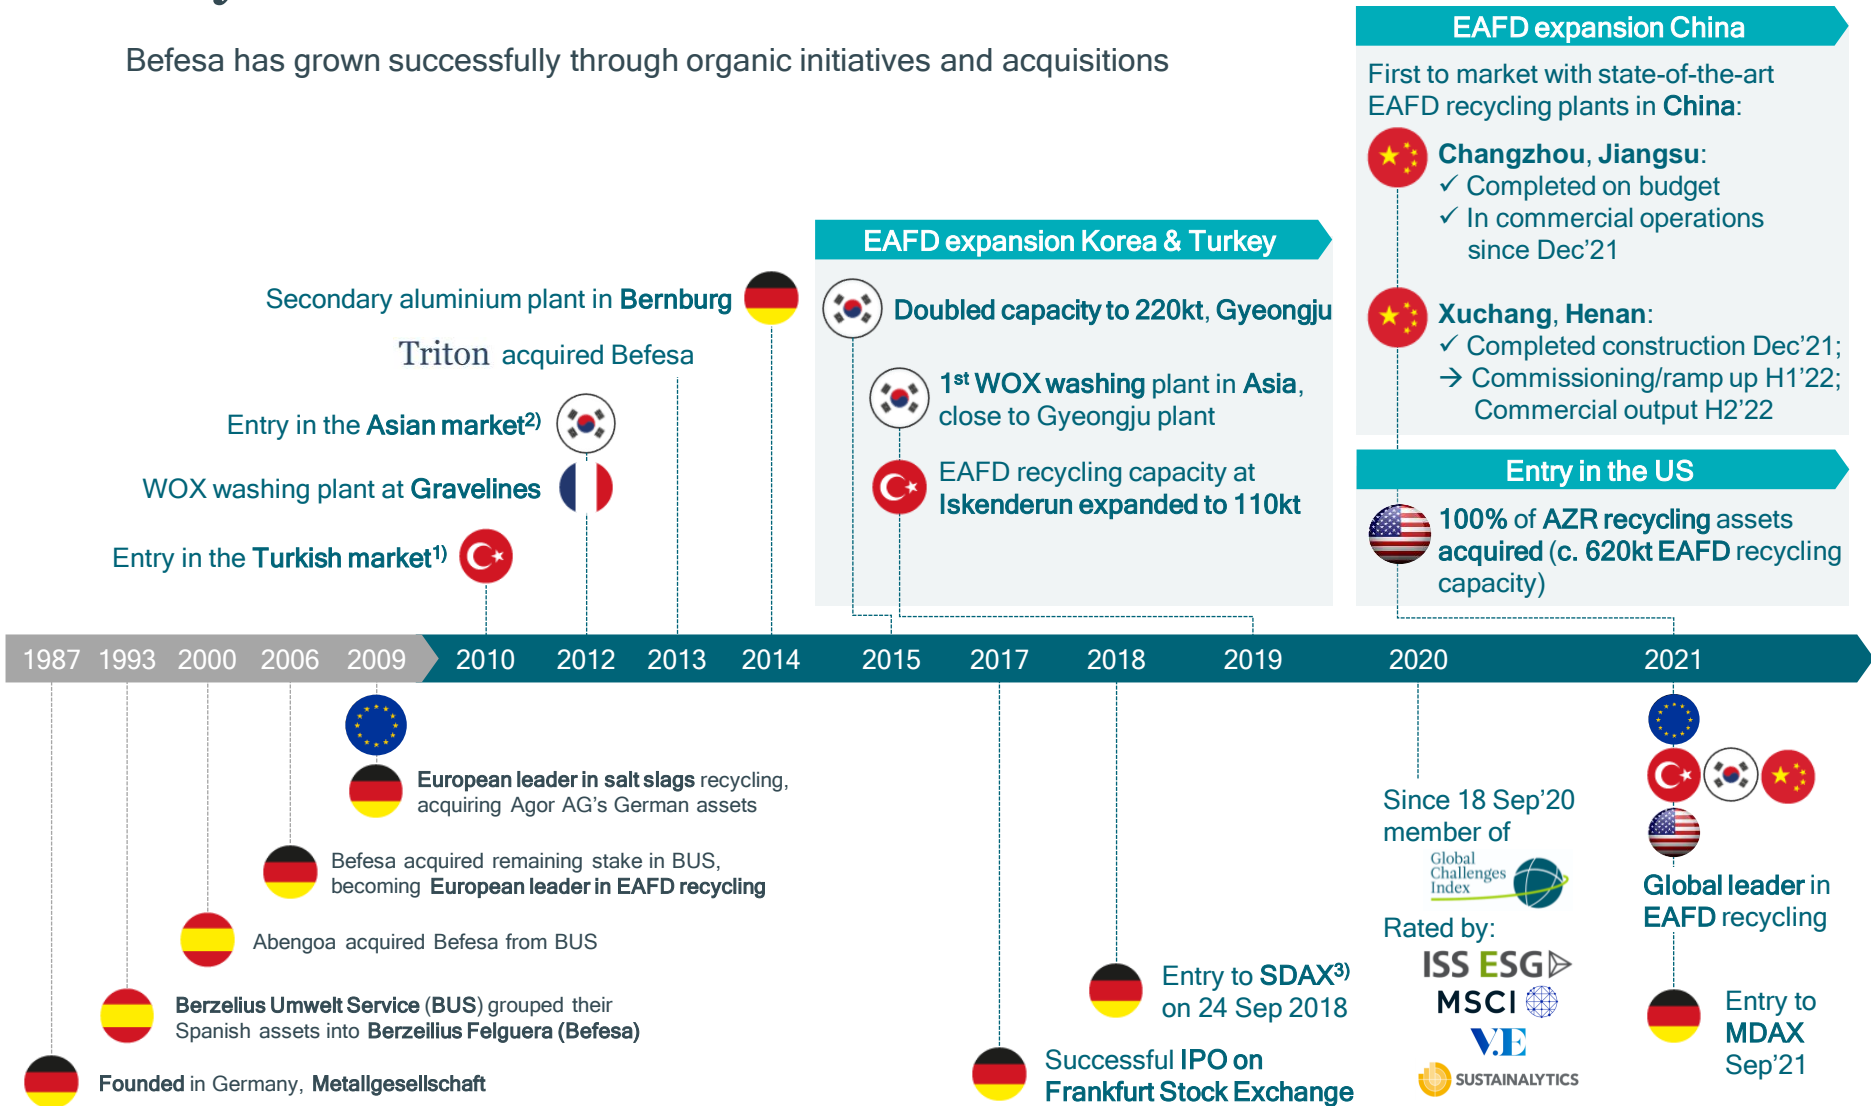 Befesa has grown successfully through organic initiatives and acquisitions
EAFD expansion China
First to market with state-of-the-art
EAFD recycling plants in China:
Changzhou, Jiangsu:
✓ Completed on budget
✓ In commercial operations
since Dec'21
Xuchang, Henan:
✓ Completed construction Dec'21;
→ Commissioning/ramp up H1'22;
Commercial output H2'22
Entry in the US
100% of AZR recycling assets
acquired (c. 620kt EAFD recycling
capacity)
EAFD expansion Korea & Turkey
Doubled capacity to 220kt, Gyeongju
1st WOX washing plant in Asia,
close to Gyeongju plant
EAFD recycling capacity at
Iskenderun expanded to 110kt
Secondary aluminium plant in Bernburg
Triton acquired Befesa
Entry in the Asian market2)
WOX washing plant at Gravelines
Entry in the Turkish market1)
1987 1993 2000 2006 2009 2010 2012 2013 2014 2015 2017 2018 2019 2020 2021
European leader in salt slags recycling,
acquiring Agor AG's German assets
Befesa acquired remaining stake in BUS,
becoming European leader in EAFD recycling
Abengoa acquired Befesa from BUS
Berzelius Umwelt Service (BUS) grouped their
Spanish assets into Berzeilius Felguera (Befesa)
Founded in Germany, Metallgesellschaft
Successful IPO on
Frankfurt Stock Exchange
Entry to SDAX3)
on 24 Sep 2018
Since 18 Sep'20
member of
Global
Challenges
Index
Rated by:
ISS ESG
MSCI
V.E
SUSTAINALYTICS
Global leader in
EAFD recycling
Entry to
MDAX
Sep'21